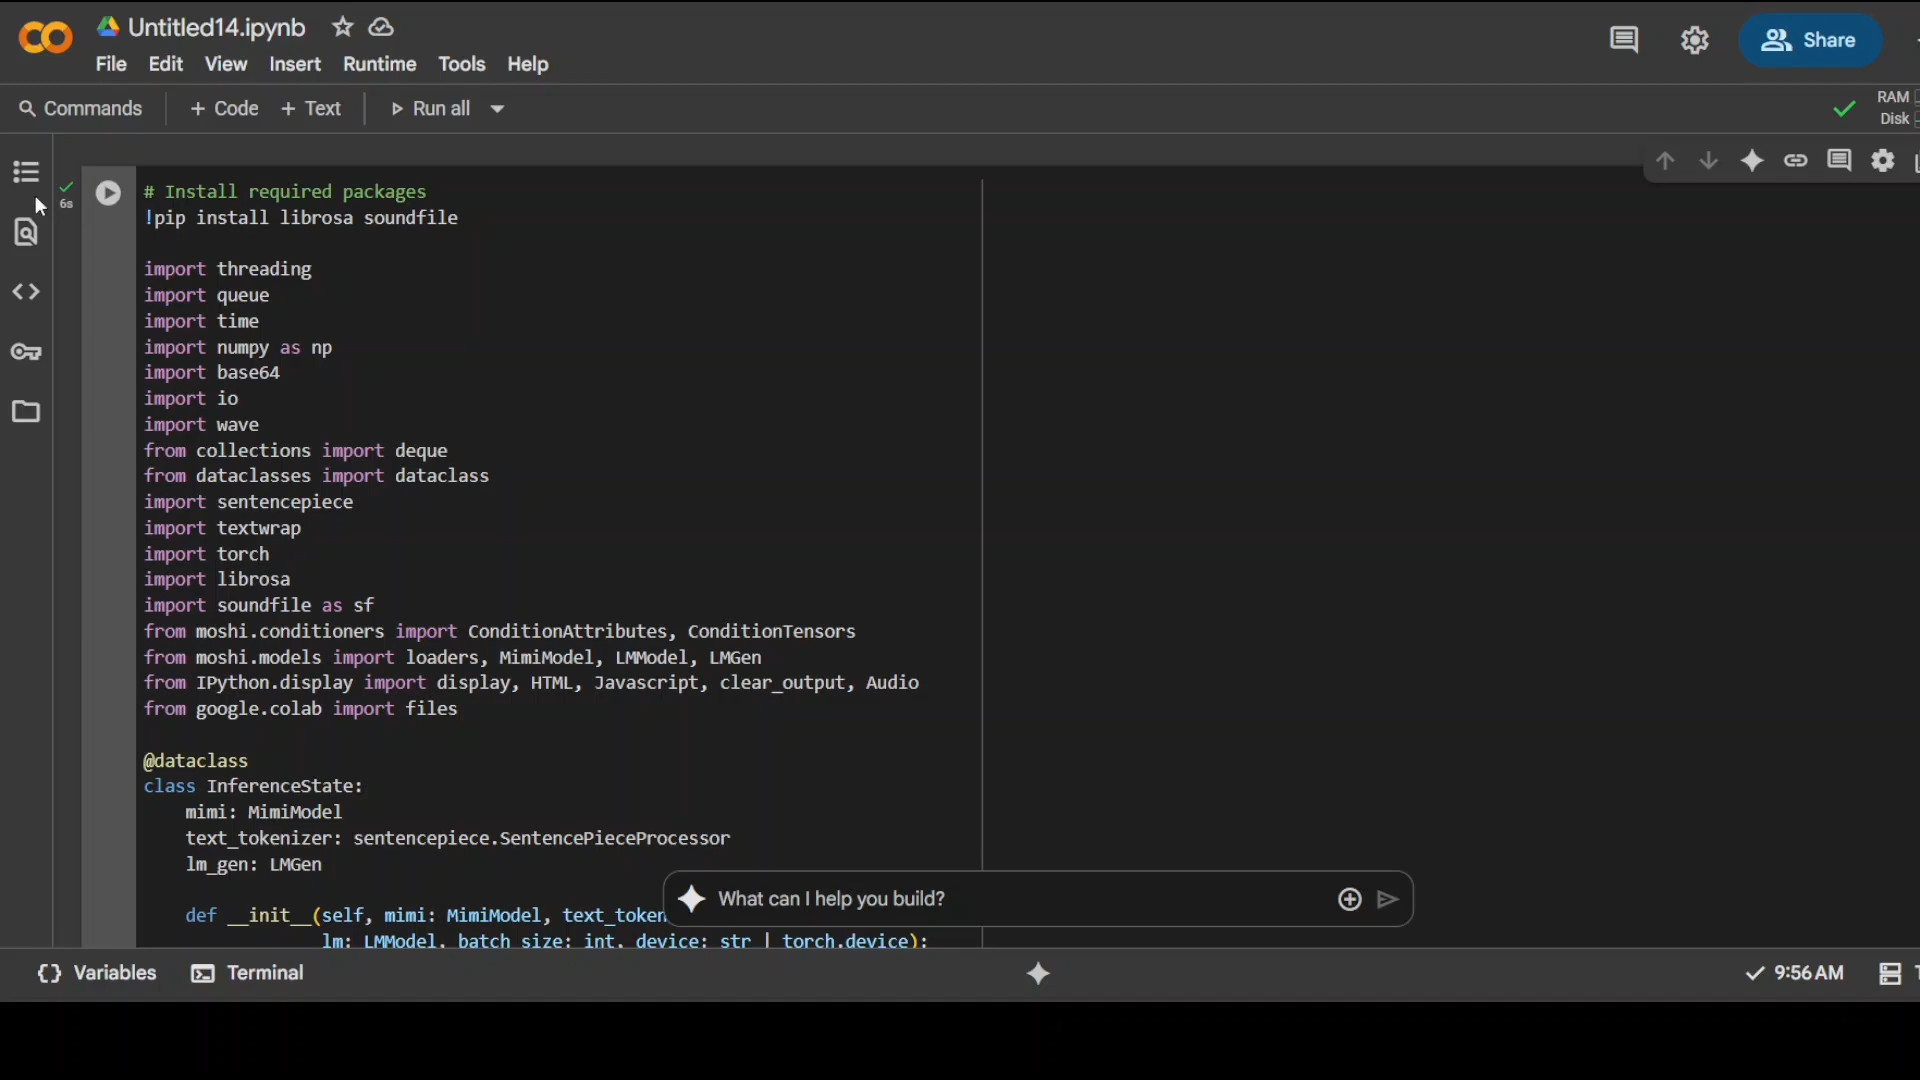 Untitled14.ipynb
File Edit View Insert Runtime Tools Help
Share
Commands + Code + Text Run all
RAM
Disk
6s
# Install required packages
!pip install librosa soundfile
import threading
import queue
import time
import numpy as np
import base64
import io
import wave
from collections import deque
from dataclasses import dataclass
import sentencepiece
import textwrap
import torch
import librosa
import soundfile as sf
from moshi.conditioners import ConditionAttributes, ConditionTensors
from moshi.models import loaders, MimiModel, LMModel, LMGen
from IPython.display import display, HTML, Javascript, clear_output, Audio
from google.colab import files
@dataclass
class InferenceState:
mimi: MimiModel
text_tokenizer: sentencepiece.SentencePieceProcessor
lm_gen: LMGen
def __init__(self, mimi: MimiModel, text_token
lm: LMModel, batch_size: int, device: str | torch.device):
What can I help you build?
{} Variables Terminal
9:56 AM